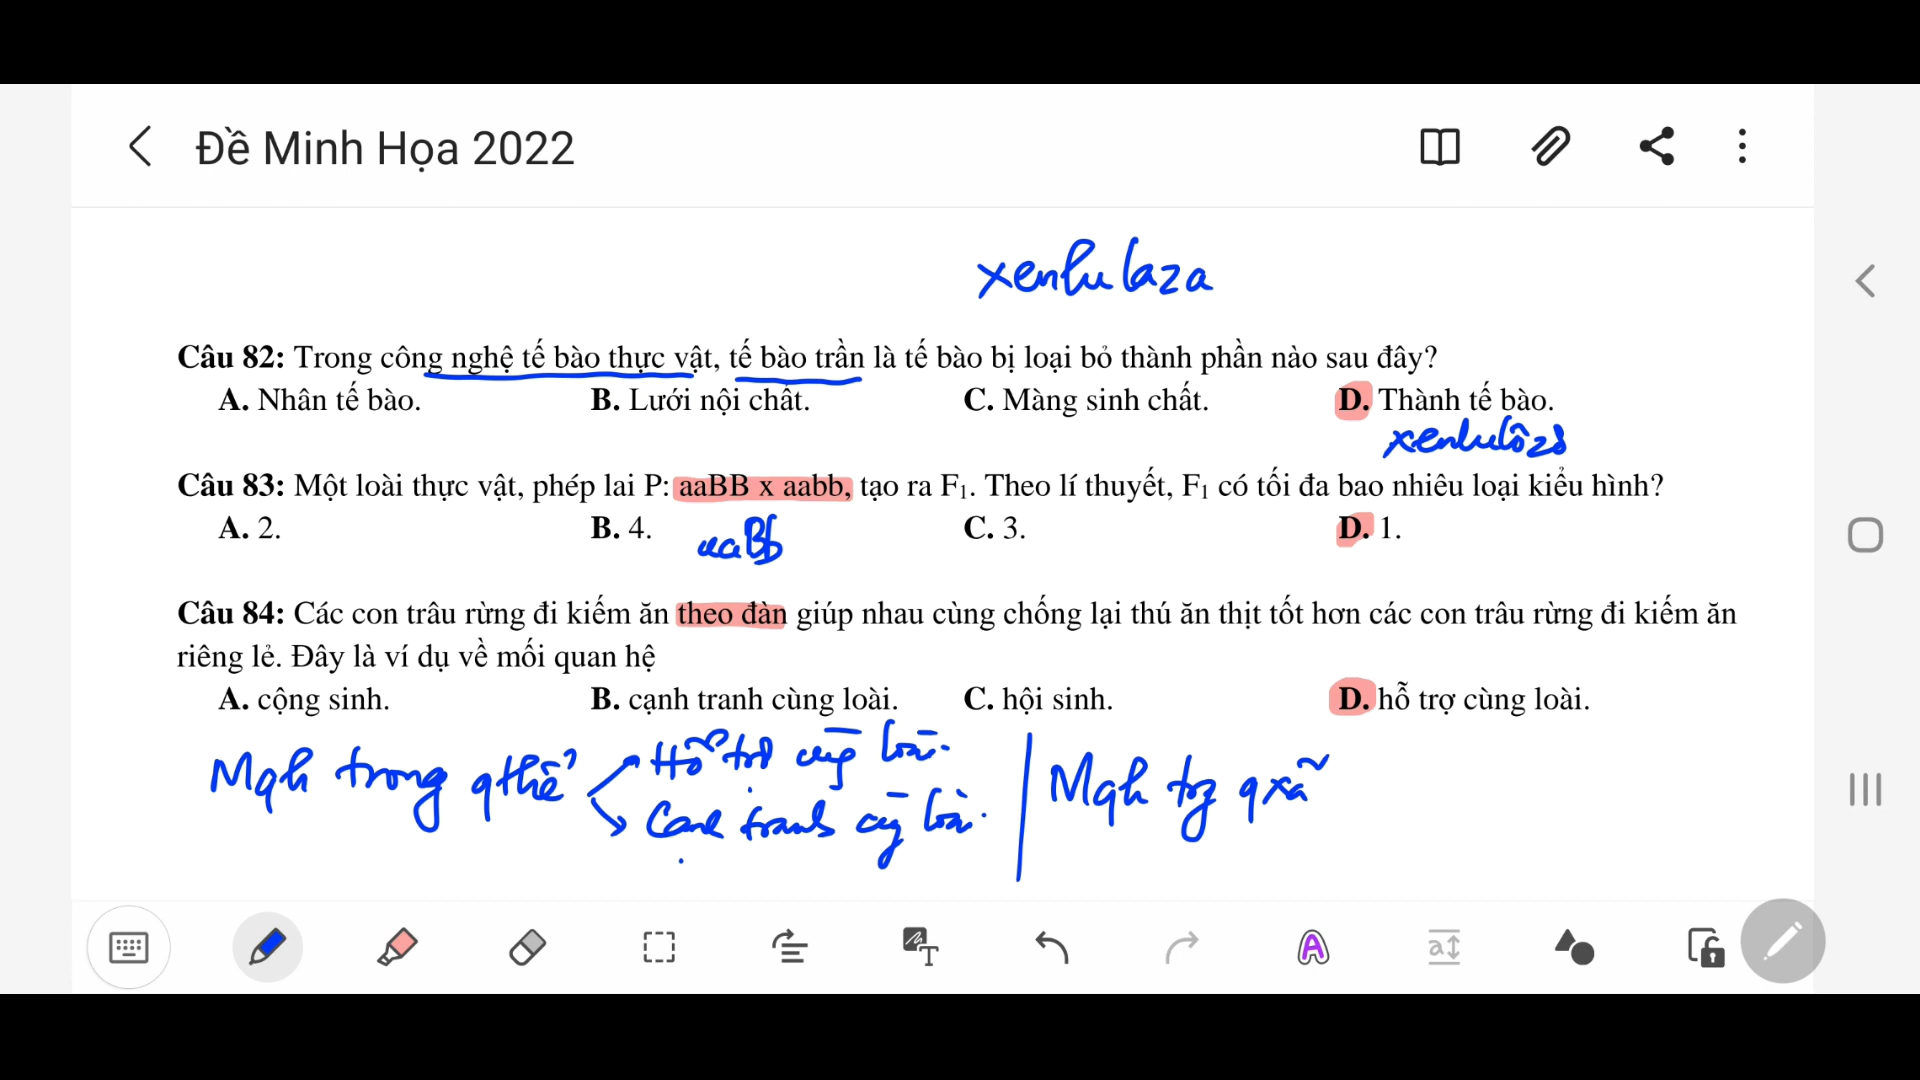 Đề Minh Họa 2022
xenlulaza
Câu 82: Trong công nghệ tế bào thực vật, tế bào trần là tế bào bị loại bỏ thành phần nào sau đây?
A. Nhân tế bào. B. Lưới nội chất. C. Màng sinh chất. D. Thành tế bào.
xenlulôzơ
Câu 83: Một loài thực vật, phép lai P: aaBB x aabb, tạo ra F₁. Theo lí thuyết, F₁ có tối đa bao nhiêu loại kiểu hình?
A. 2. B. 4. C. 3. D. 1.
aaBb
Câu 84: Các con trâu rừng đi kiếm ăn theo đàn giúp nhau cùng chống lại thú ăn thịt tốt hơn các con trâu rừng đi kiếm ăn
riêng lẻ. Đây là ví dụ về mối quan hệ
A. cộng sinh. B. cạnh tranh cùng loài. C. hội sinh. D. hỗ trợ cùng loài.
Mqh trong qthể Hỗ trợ cùng loài. Mqh trg qxã
Cạnh tranh cùg loài.